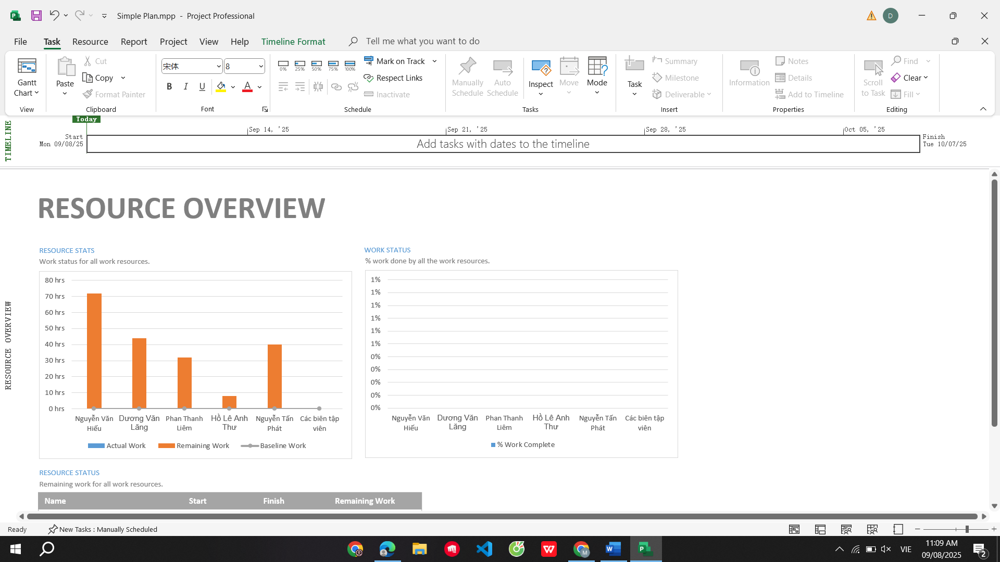 Simple Plan.mpp - Project Professional
D
File Task Resource Report Project View Help Timeline Format Tell me what you want to do
Gantt Chart
View
Paste
Cut
Copy
Format Painter
Clipboard
宋体 8
B I U A
Font
0% 25% 50% 75% 100%
Mark on Track
Respect Links
Inactivate
Schedule
Manually Schedule
Auto Schedule
Inspect
Move
Mode
Tasks
Task
Summary
Milestone
Deliverable
Insert
Information
Notes
Details
Add to Timeline
Properties
Scroll to Task
Find
Clear
Fill
Editing
TIMELINE
Today
Sep 14, '25 Sep 21, '25 Sep 28, '25 Oct 05, '25
Start
Mon 09/08/25
Add tasks with dates to the timeline
Finish
Tue 10/07/25
RESOURCE OVERVIEW
RESOURCE OVERVIEW
RESOURCE STATS
Work status for all work resources.
80 hrs
70 hrs
60 hrs
50 hrs
40 hrs
30 hrs
20 hrs
10 hrs
0 hrs
Nguyễn Văn Hiếu
Dương Văn Lăng
Phan Thanh Liêm
Hồ Lê Anh Thư
Nguyễn Tấn Phát
Các biên tập viên
Actual Work Remaining Work Baseline Work
WORK STATUS
% work done by all the work resources.
1%
1%
1%
1%
1%
1%
0%
0%
0%
0%
0%
Nguyễn Văn Hiếu
Dương Văn Lăng
Phan Thanh Liêm
Hồ Lê Anh Thư
Nguyễn Tấn Phát
Các biên tập viên
% Work Complete
RESOURCE STATUS
Remaining work for all work resources.
Name Start Finish Remaining Work
Ready New Tasks : Manually Scheduled
VIE
11:09 AM
09/08/2025
2